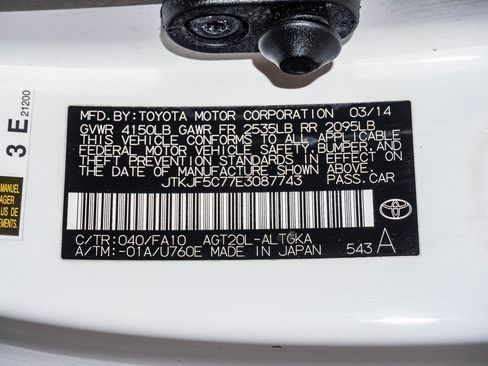 MFD. BY: TOYOTA MOTOR CORPORATION 03/14
GVWR 4150LB GAWR FR 2535LB RR 2095LB
THIS VEHICLE CONFORMS TO ALL APPLICABLE
FEDERAL MOTOR VEHICLE SAFETY, BUMPER, AND
THEFT PREVENTION STANDARDS IN EFFECT ON
THE DATE OF MANUFACTURE SHOWN ABOVE.
JTKJF5C77E3087743 PASS.CAR
C/TR: 040/FA10 AGT20L-ALTGKA
A/TM: -01A/U760E MADE IN JAPAN 543 A
3 E 21200
MANUEL